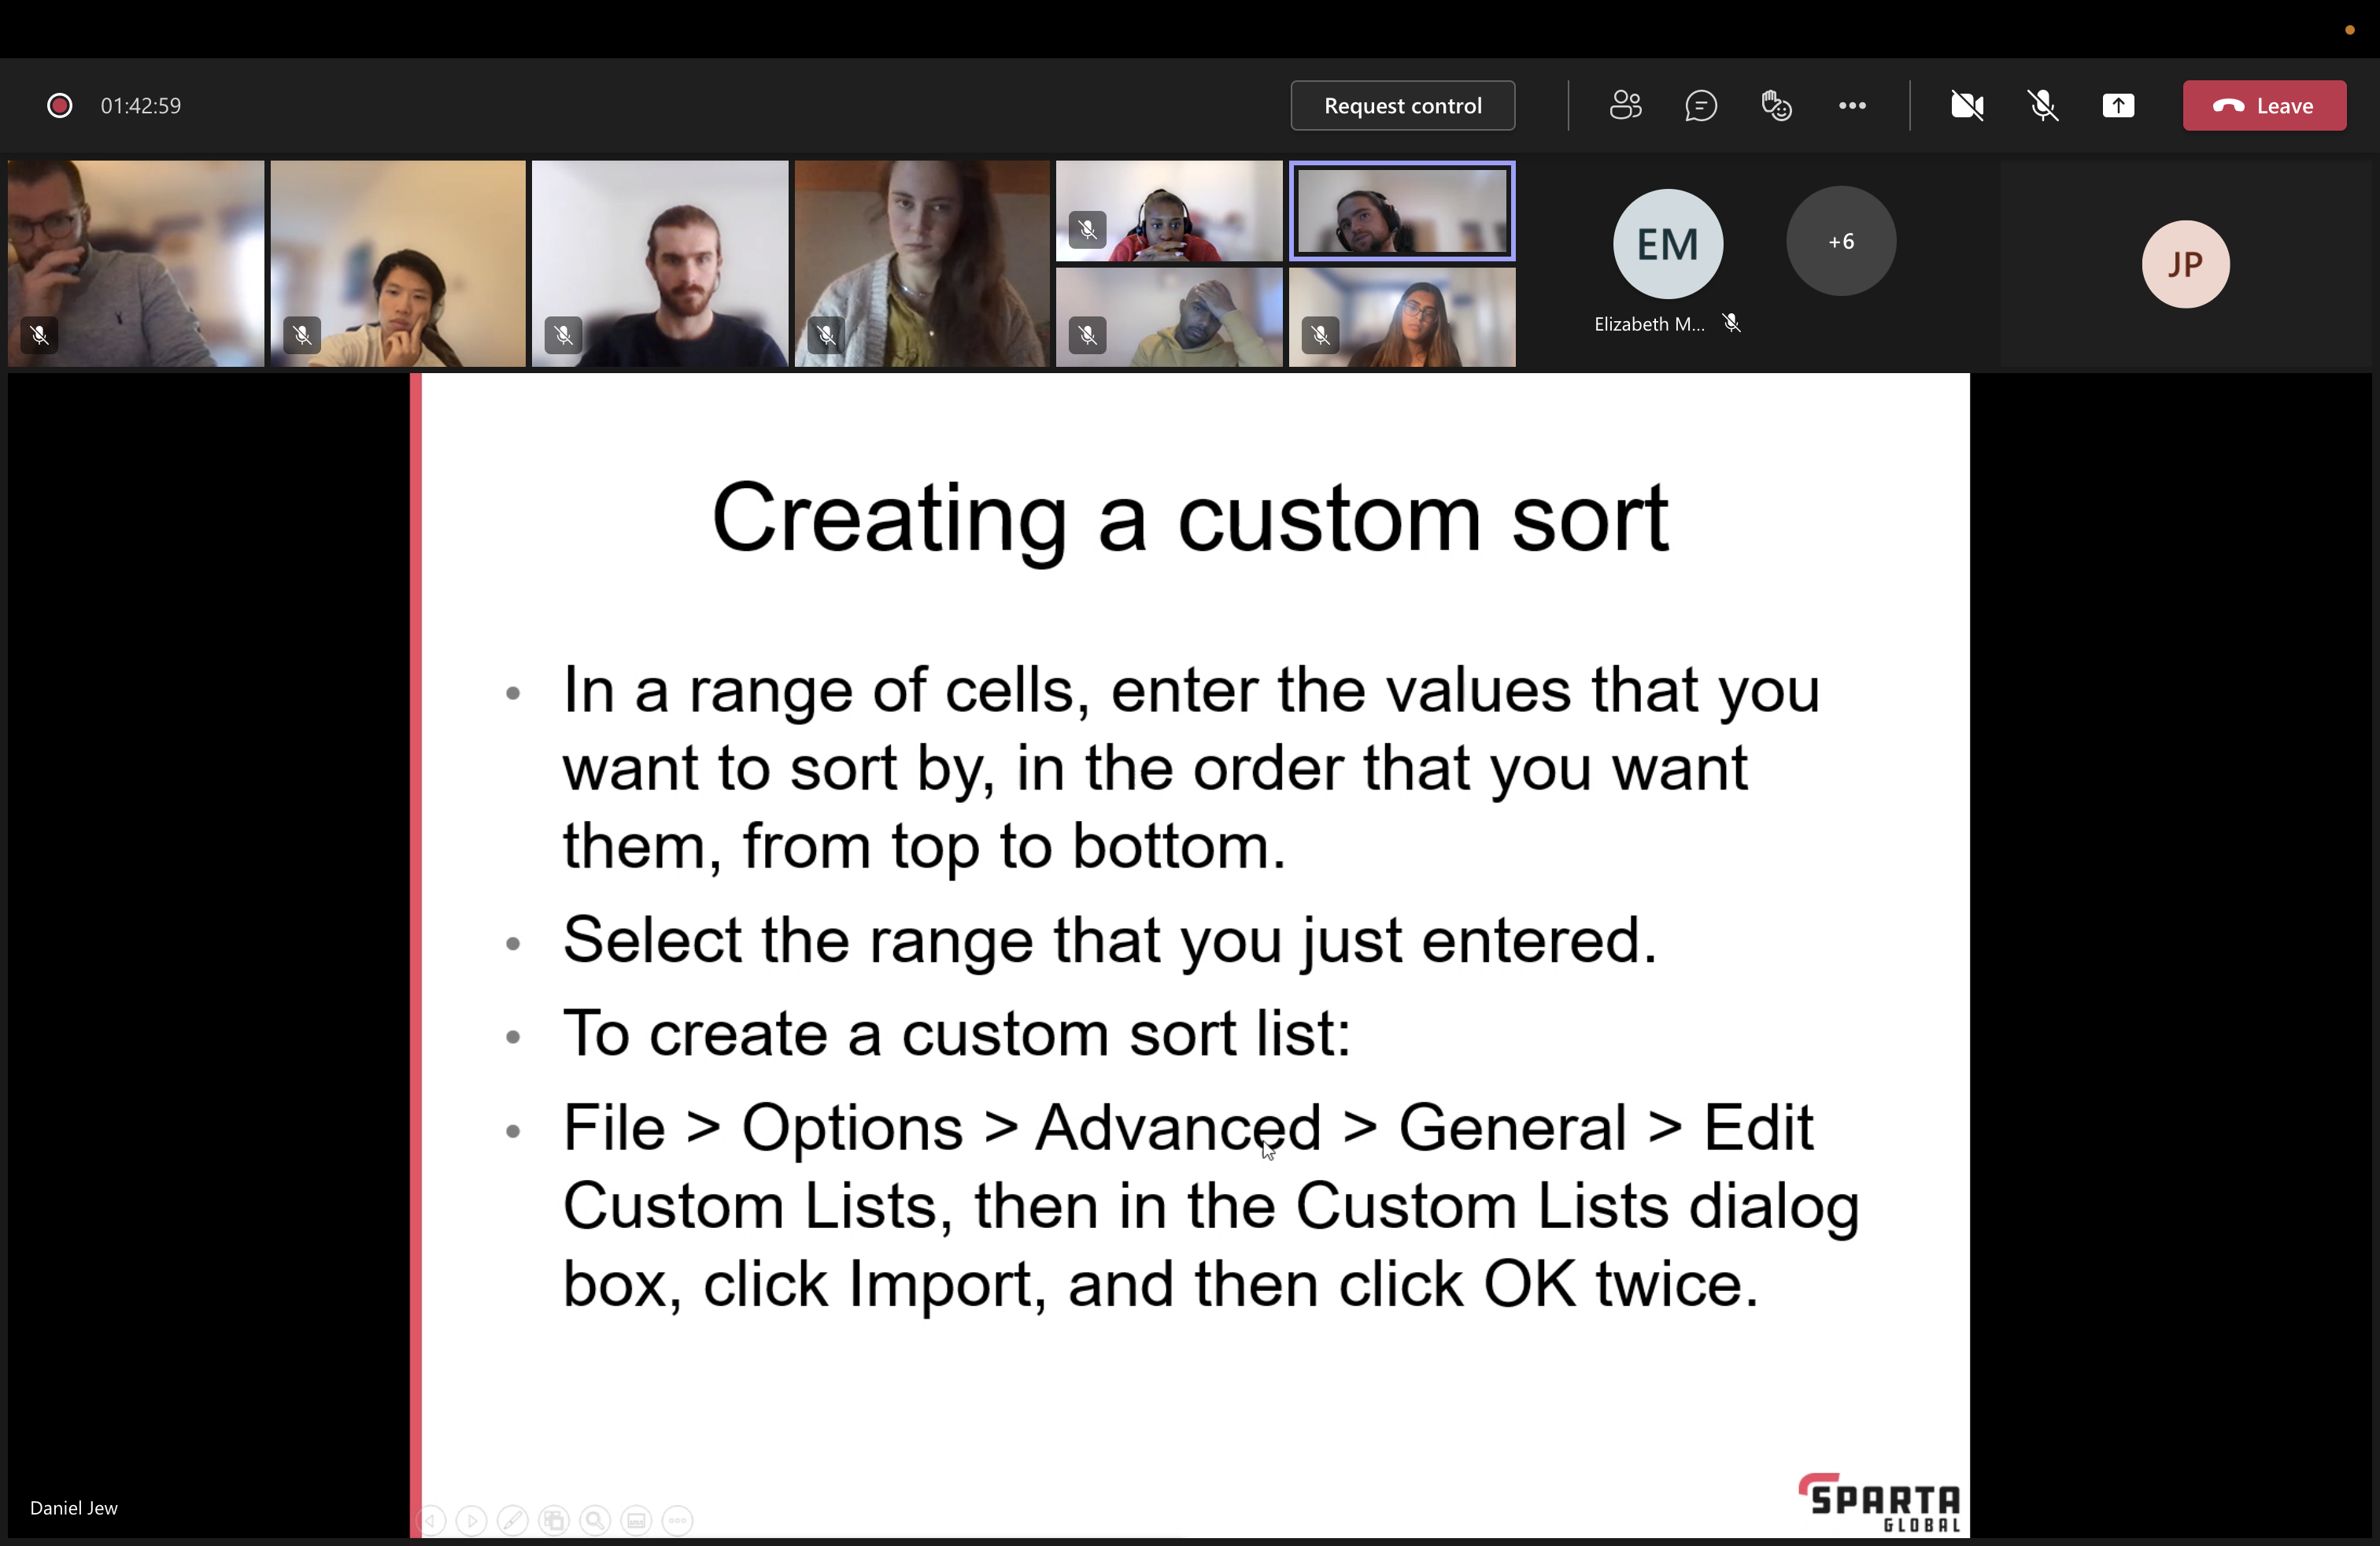 01:42:59
Request control
Leave
EM
+6
JP
Elizabeth M...
Creating a custom sort
• In a range of cells, enter the values that you
want to sort by, in the order that you want
them, from top to bottom.
• Select the range that you just entered.
• To create a custom sort list:
• File > Options > Advanced > General > Edit
Custom Lists, then in the Custom Lists dialog
box, click Import, and then click OK twice.
Daniel Jew
SPARTA
GLOBAL